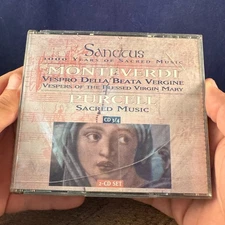 Sanctus
1000 Years of Sacred Music
MONTEVERDI
Vespro Della Beata Vergine
Vespers of the Blessed Virgin Mary
PURCELL
Sacred Music
CD 3/4
2-CD SET